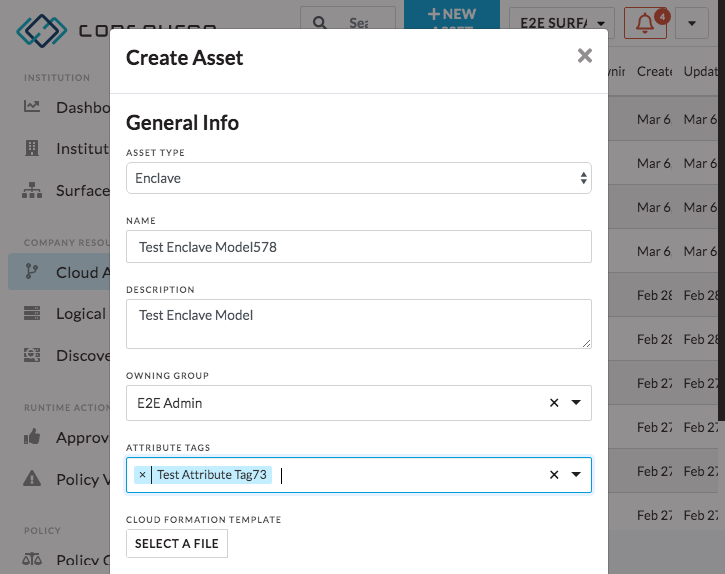 Sea
+ NEW ASSET
E2E SURFA
4
INSTITUTION
Dashbo
Institut
Surface
COMPANY RESOU
Cloud A
Logical
Discove
RUNTIME ACTION
Approv
Policy V
POLICY
Policy C
Create Asset
×
General Info
ASSET TYPE
Enclave
NAME
Test Enclave Model578
DESCRIPTION
Test Enclave Model
OWNING GROUP
E2E Admin
×
ATTRIBUTE TAGS
× Test Attribute Tag73
×
CLOUD FORMATION TEMPLATE
SELECT A FILE
Create Updat
Mar 6 Mar 6
Mar 6 Mar 6
Mar 6 Mar 6
Mar 6 Mar 6
Feb 28 Feb 28
Feb 28 Feb 28
Feb 27 Feb 27
Feb 27 Feb 27
Feb 27 Feb 27
Feb 27 Feb 27